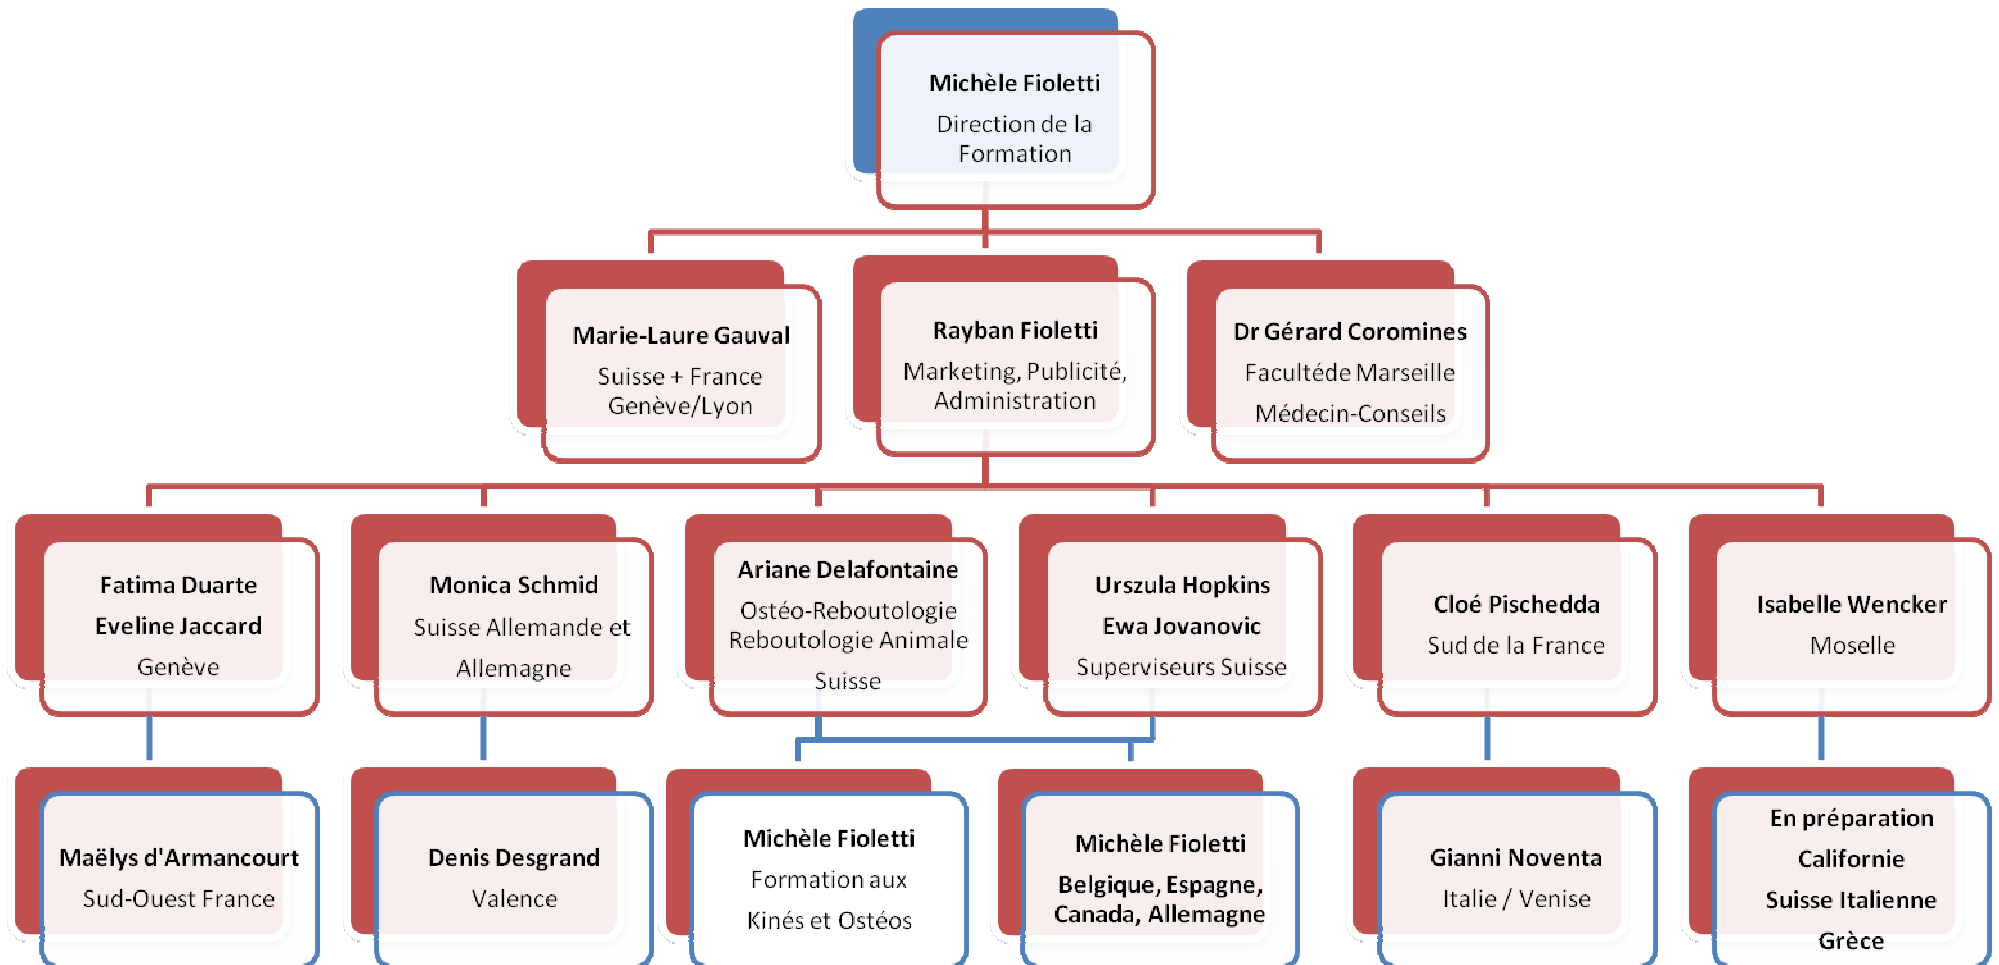 Michèle Fioletti
Direction de la
Formation
Marie-Laure Gauval
Suisse + France
Genève/Lyon
Rayban Fioletti
Marketing, Publicité,
Administration
Dr Gérard Coromines
Facultéde Marseille
Médecin-Conseils
Fatima Duarte
Eveline Jaccard
Genève
Monica Schmid
Suisse Allemande et
Allemagne
Ariane Delafontaine
Ostéo-Reboutologie
Reboutologie Animale
Suisse
Urszula Hopkins
Ewa Jovanovic
Superviseurs Suisse
Cloé Pischedda
Sud de la France
Isabelle Wencker
Moselle
Maëlys d'Armancourt
Sud-Ouest France
Denis Desgrand
Valence
Michèle Fioletti
Formation aux
Kinés et Ostéos
Michèle Fioletti
Belgique, Espagne,
Canada, Allemagne
Gianni Noventa
Italie / Venise
En préparation
Californie
Suisse Italienne
Grèce